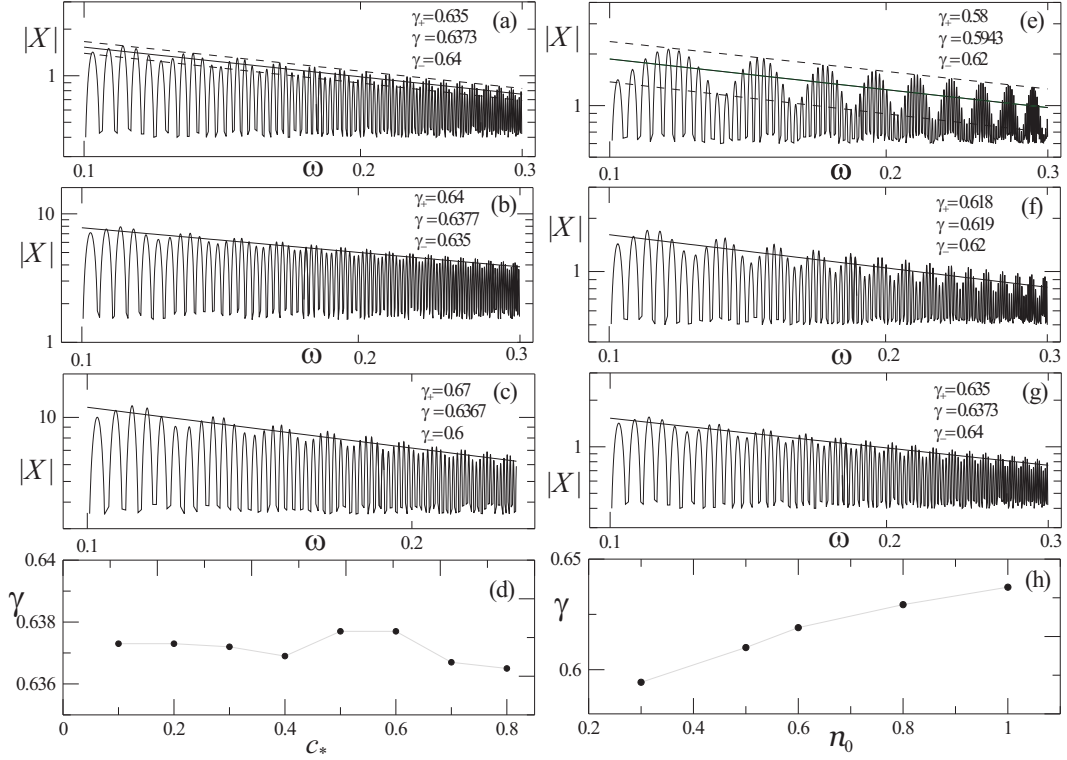 |X|
1
γ₊=0.635
γ =0.6373
γ₋=0.64
(a)
0.1
ω
0.2
0.3
10
|X|
1
γ₊=0.64
γ =0.6377
γ₋=0.635
(b)
0.1
ω
0.2
0.3
10
|X|
γ₊=0.67
γ =0.6367
γ₋=0.6
(c)
0.1
ω
0.2
0.64
γ
0.638
0.636
(d)
0
0.2
0.4
0.6
0.8
c*
|X|
1
γ₊=0.58
γ =0.5943
γ₋=0.62
(e)
0.1
ω
0.2
0.3
|X|
1
γ₊=0.618
γ =0.619
γ₋=0.62
(f)
0.1
ω
0.2
0.3
1
|X|
γ₊=0.635
γ =0.6373
γ₋=0.64
(g)
0.1
ω
0.2
0.3
0.65
γ
0.6
(h)
0.2
0.4
0.6
0.8
1
n₀